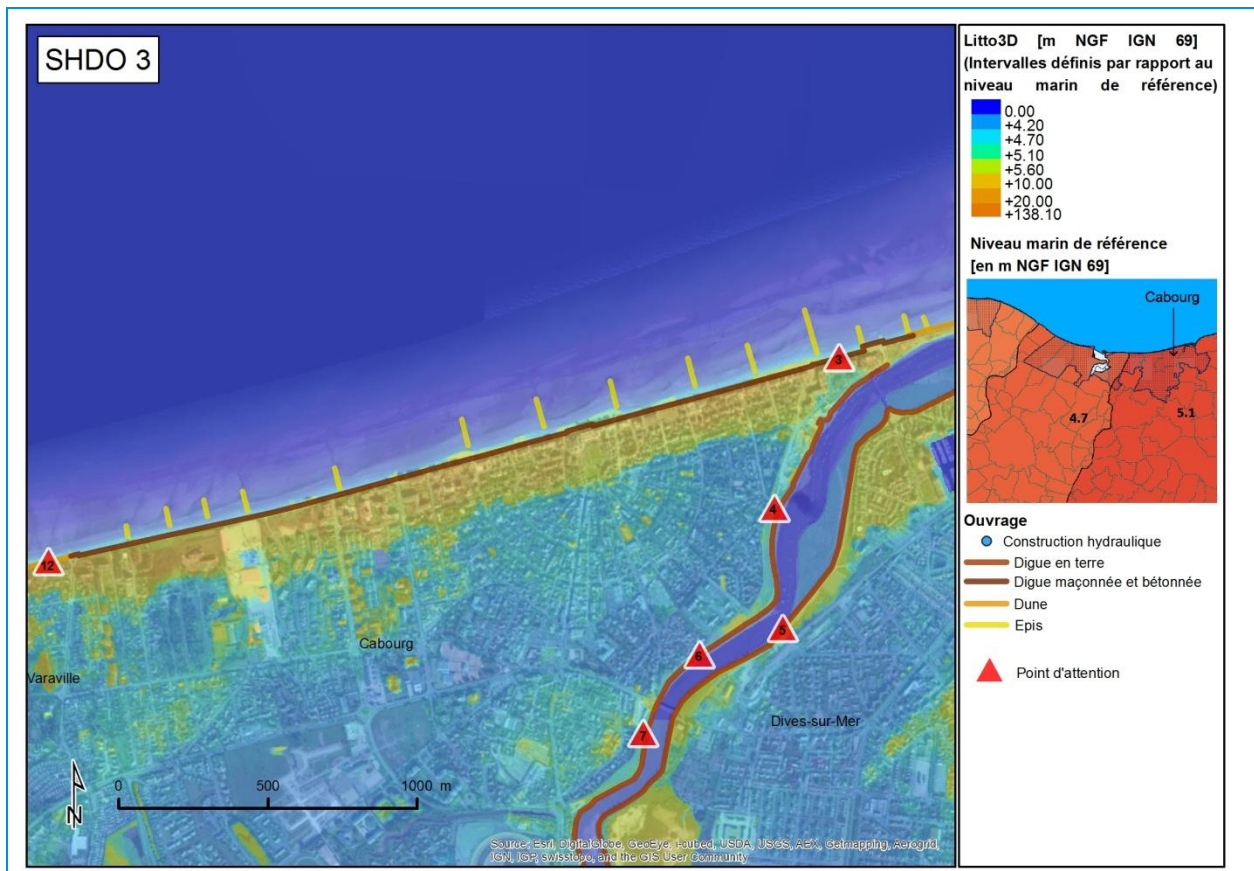 SHDO 3
Litto3D [m NGF IGN 69]
(Intervalles définis par rapport au
niveau marin de référence)
0.00
+4.20
+4.70
+5.10
+5.60
+10.00
+20.00
+138.10
Niveau marin de référence
[en m NGF IGN 69]
Cabourg
4.7
5.1
Ouvrage
Construction hydraulique
Digue en terre
Digue maçonnée et bétonnée
Dune
Epis
Point d'attention
3
12
4
5
6
7
Cabourg
Varaville
Dives-sur-Mer
0 500 1000 m
N
Source: Esri, DigitalGlobe, GeoEye, i-cubed, USDA, USGS, AEX, Getmapping, Aerogrid,
IGN, IGP, swisstopo, and the GIS User Community